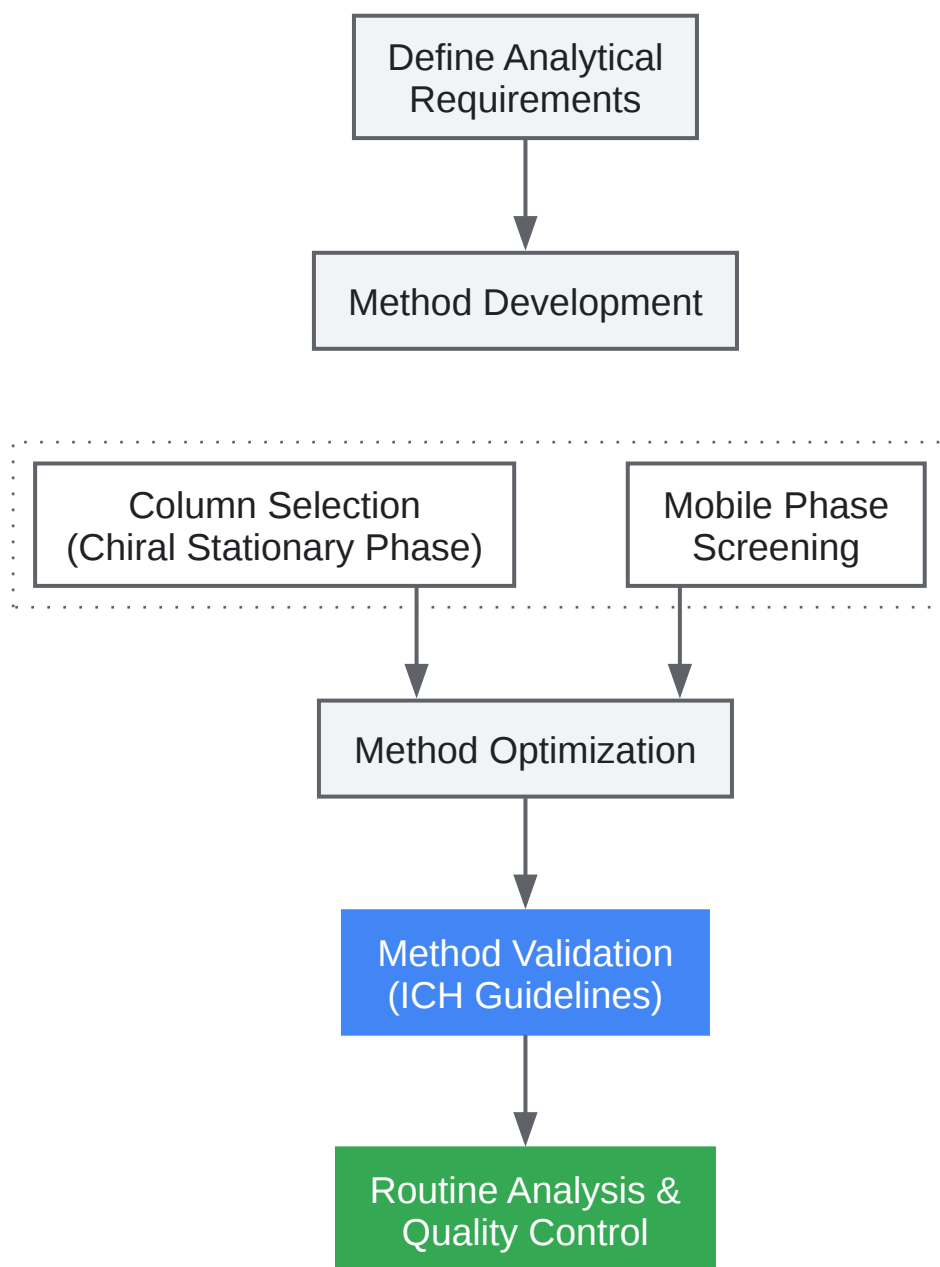 Define Analytical
Requirements
Method Development
Column Selection
(Chiral Stationary Phase)
Mobile Phase
Screening
Method Optimization
Method Validation
(ICH Guidelines)
Routine Analysis &
Quality Control